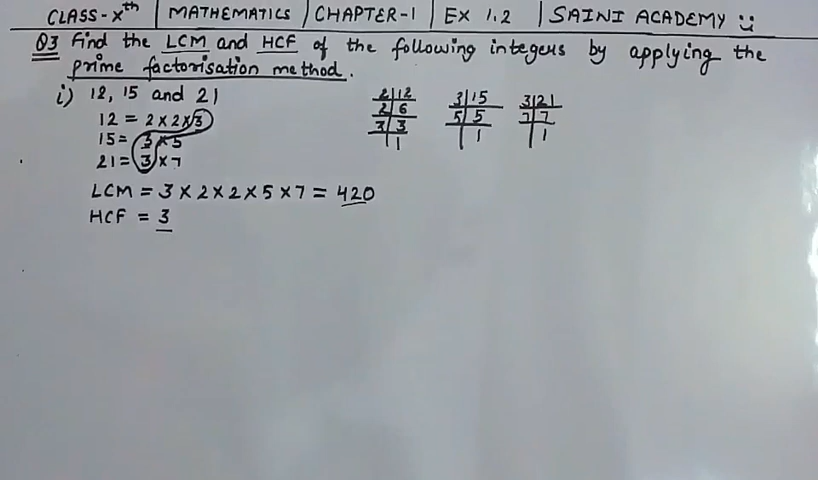 CLASS-Xth | MATHEMATICS | CHAPTER-1 | EX 1.2 | SAINI ACADEMY
Q3 Find the LCM and HCF of the following integers by applying the
prime factorisation method.
i) 12, 15 and 21
12 = 2 × 2 × 3
15 = 3 × 5
21 = 3 × 7
LCM = 3 × 2 × 2 × 5 × 7 = 420
HCF = 3
2 | 12
2 | 6
3 | 3
| 1
3 | 15
5 | 5
| 1
3 | 21
7 | 7
| 1